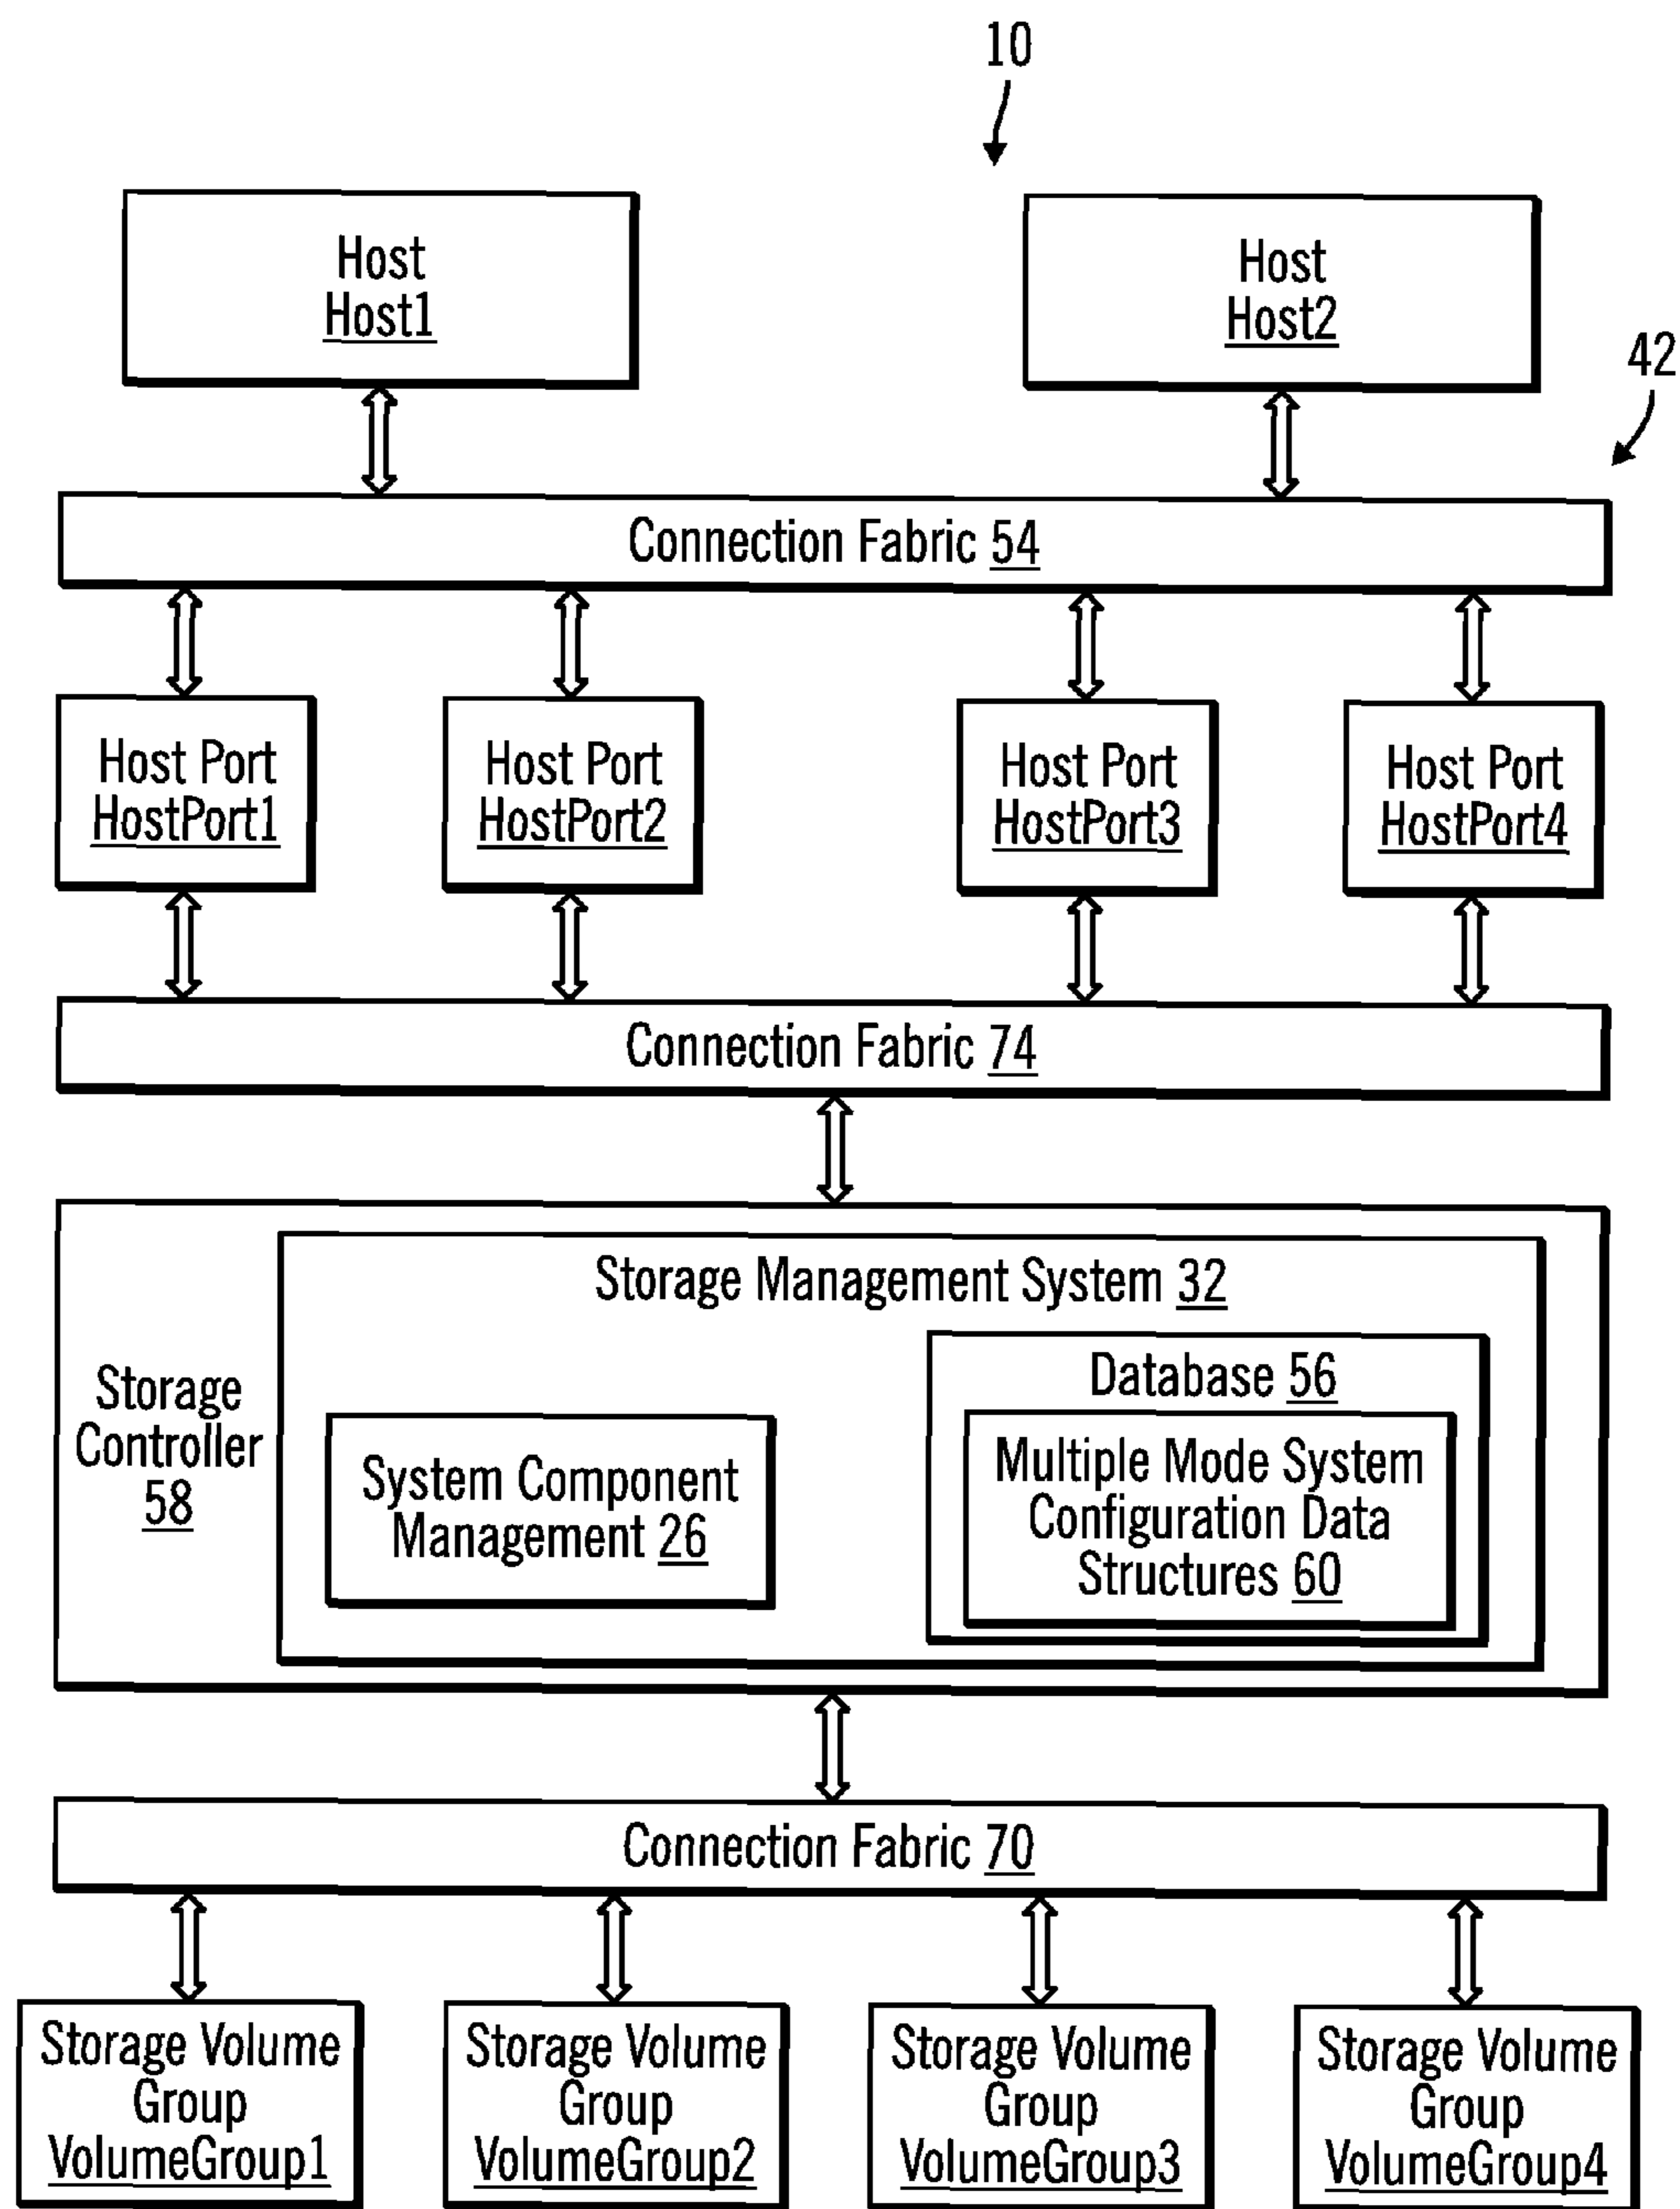 10
Host
Host1
Host
Host2
42
Connection Fabric 54
Host Port
HostPort1
Host Port
HostPort2
Host Port
HostPort3
Host Port
HostPort4
Connection Fabric 74
Storage Management System 32
Storage
Controller
58
System Component
Management 26
Database 56
Multiple Mode System
Configuration Data
Structures 60
Connection Fabric 70
Storage Volume
Group
VolumeGroup1
Storage Volume
Group
VolumeGroup2
Storage Volume
Group
VolumeGroup3
Storage Volume
Group
VolumeGroup4